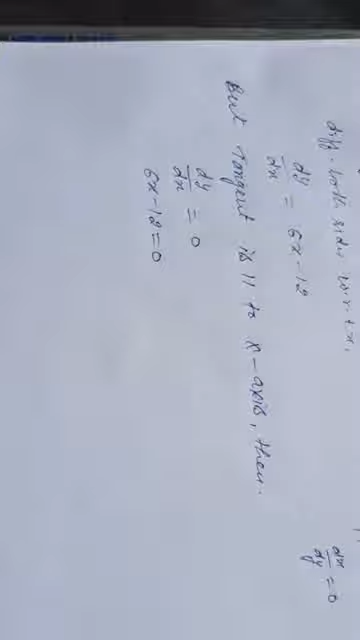 diff. both sides w.r.t x,
dy/dx = 6x - 12
But tangent is || to x-axis, then.
dy/dx = 0
6x - 12 = 0
dx/dy = 0